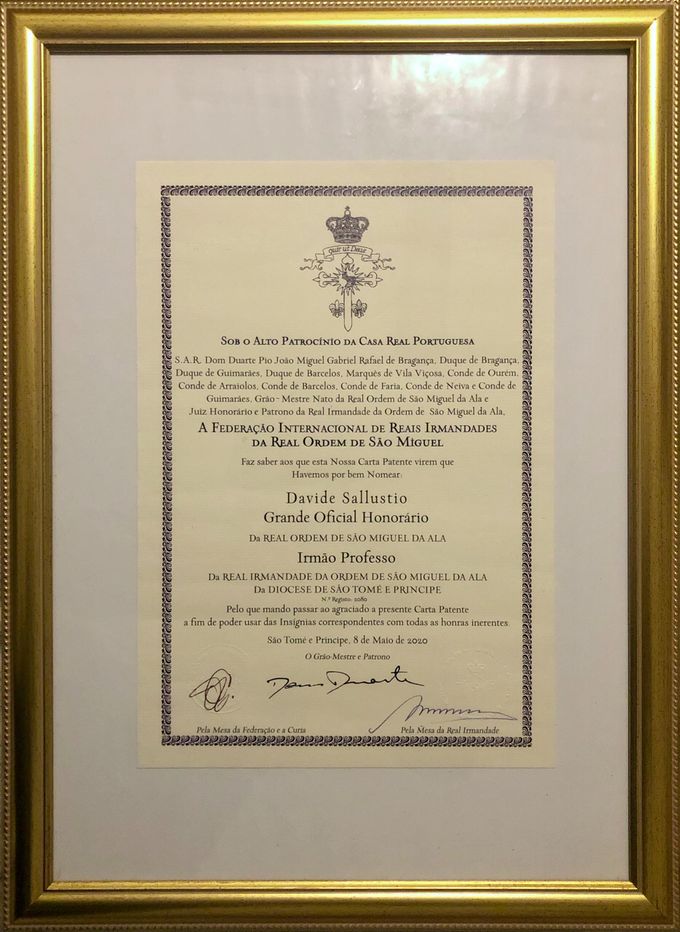 Quis ut Deus
Sob o Alto Patrocínio da Casa Real Portuguesa
S.A.R. Dom Duarte Pio João Miguel Gabriel Rafael de Bragança, Duque de Bragança,
Duque de Guimarães, Duque de Barcelos, Marquês de Vila Viçosa, Conde de Ourém,
Conde de Arraiolos, Conde de Barcelos, Conde de Faria, Conde de Neiva e Conde de
Guimarães, Grão-Mestre Nato da Real Ordem de São Miguel da Ala e
Juiz Honorário e Patrono da Real Irmandade da Ordem de São Miguel da Ala,
A Federação Internacional de Reais Irmandades
da Real Ordem de São Miguel
Faz saber aos que esta Nossa Carta Patente virem que
Havemos por bem Nomear:
Davide Sallustio
Grande Oficial Honorário
Da REAL ORDEM DE SÃO MIGUEL DA ALA
Irmão Professo
Da REAL IRMANDADE DA ORDEM DE SÃO MIGUEL DA ALA
Da DIOCESE DE SÃO TOMÉ E PRINCIPE
N.º Registo: 2080
Pelo que mando passar ao agraciado a presente Carta Patente
a fim de poder usar das Insígnias correspondentes com todas as honras inerentes.
São Tomé e Principe, 8 de Maio de 2020
O Grão-Mestre e Patrono
Dom Duarte
Pela Mesa da Federação e a Curia
Pela Mesa da Real Irmandade